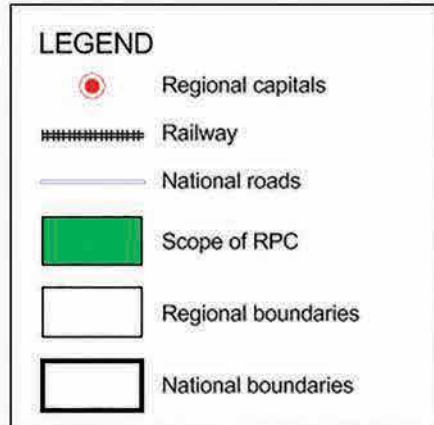 LEGEND
Regional capitals
Railway
National roads
Scope of RPC
Regional boundaries
National boundaries